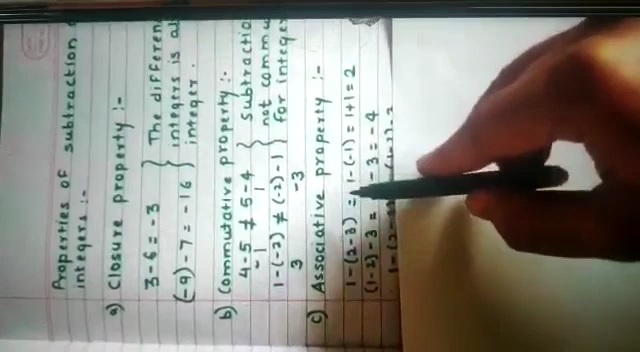 Properties of subtraction
integers :-
a) Closure property :-
3-6 = -3 } The differen
(-9)-7 = -16 } integers is al
integer.
b) Commutative property :-
4-5 ≠ 5-4 } subtractio
-1 1 not commu
1-(-2) ≠ (-2)-1 } for integer
3 -3
c) Associative property :-
1-(2-3) = 1-(-1) = 1+1 = 2
(1-2)-3 = -3 = -4